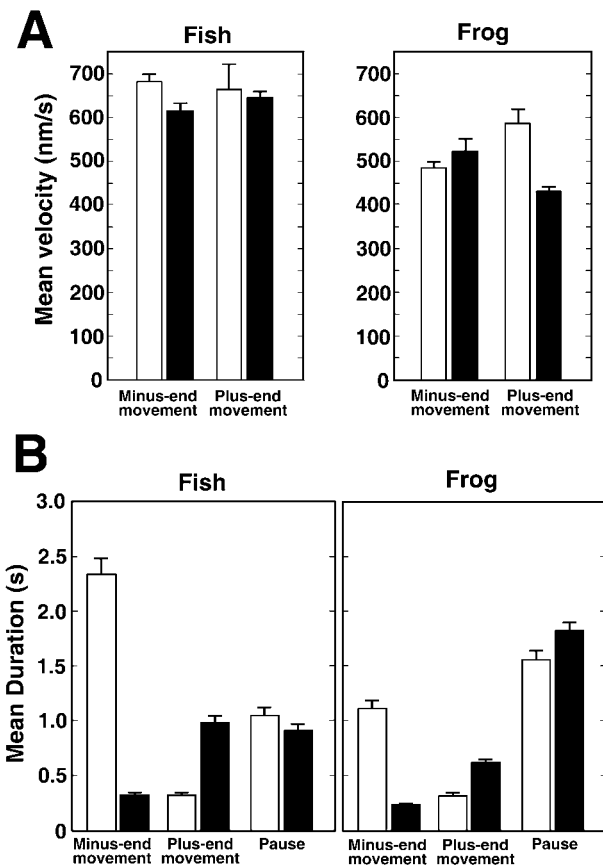 A
Fish
Frog
Mean velocity (nm/s)
700
600
500
400
300
200
100
0
700
600
500
400
300
200
100
0
Minus-end
movement
Plus-end
movement
Minus-end
movement
Plus-end
movement
B
Fish
Frog
Mean Duration (s)
3.0
2.5
2.0
1.5
1.0
0.5
0
Minus-end
movement
Plus-end
movement
Pause
Minus-end
movement
Plus-end
movement
Pause